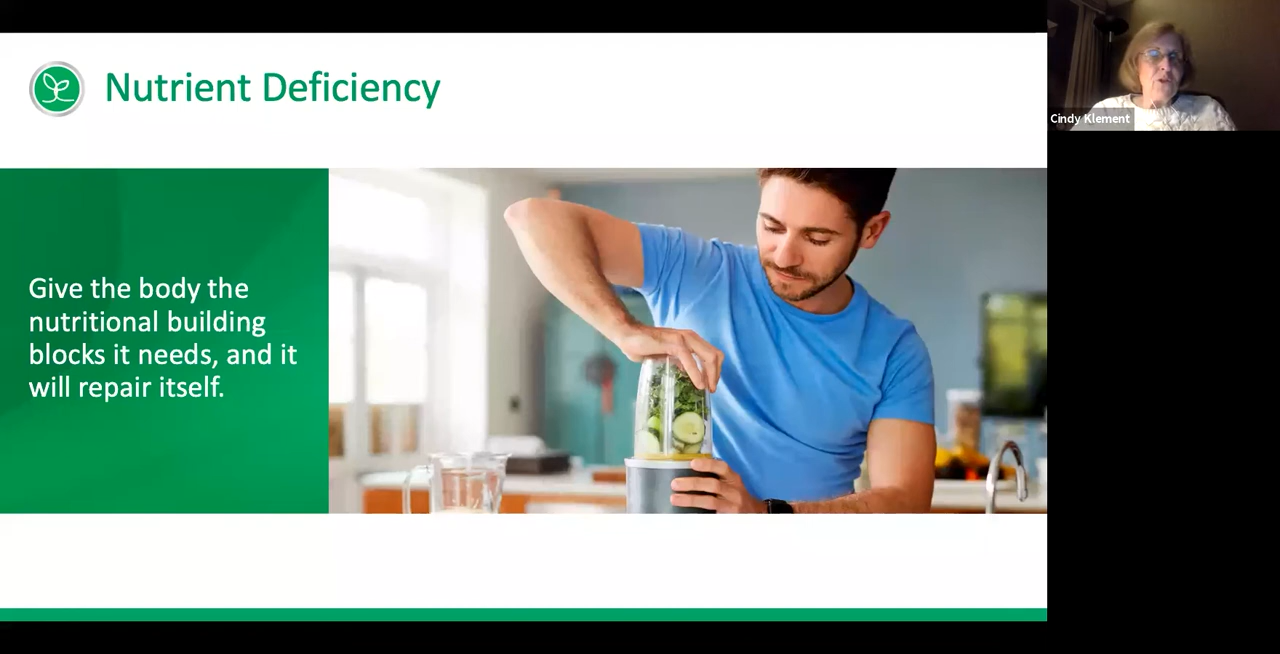 Nutrient Deficiency
Cindy Klement
Give the body the
nutritional building
blocks it needs, and it
will repair itself.